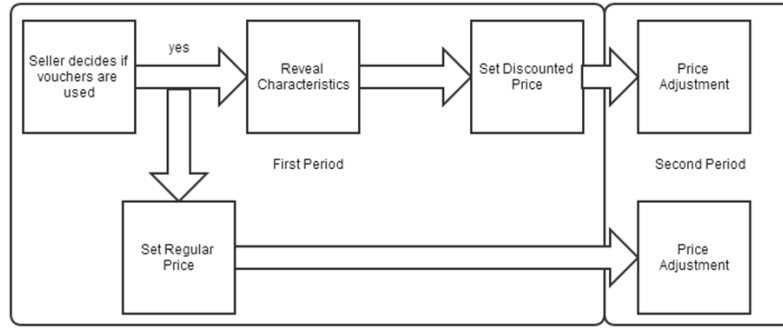 yes
Seller decides if
vouchers are
used
Reveal
Characteristics
Set Discounted
Price
Price
Adjustment
First Period
Second Period
Set Regular
Price
Price
Adjustment